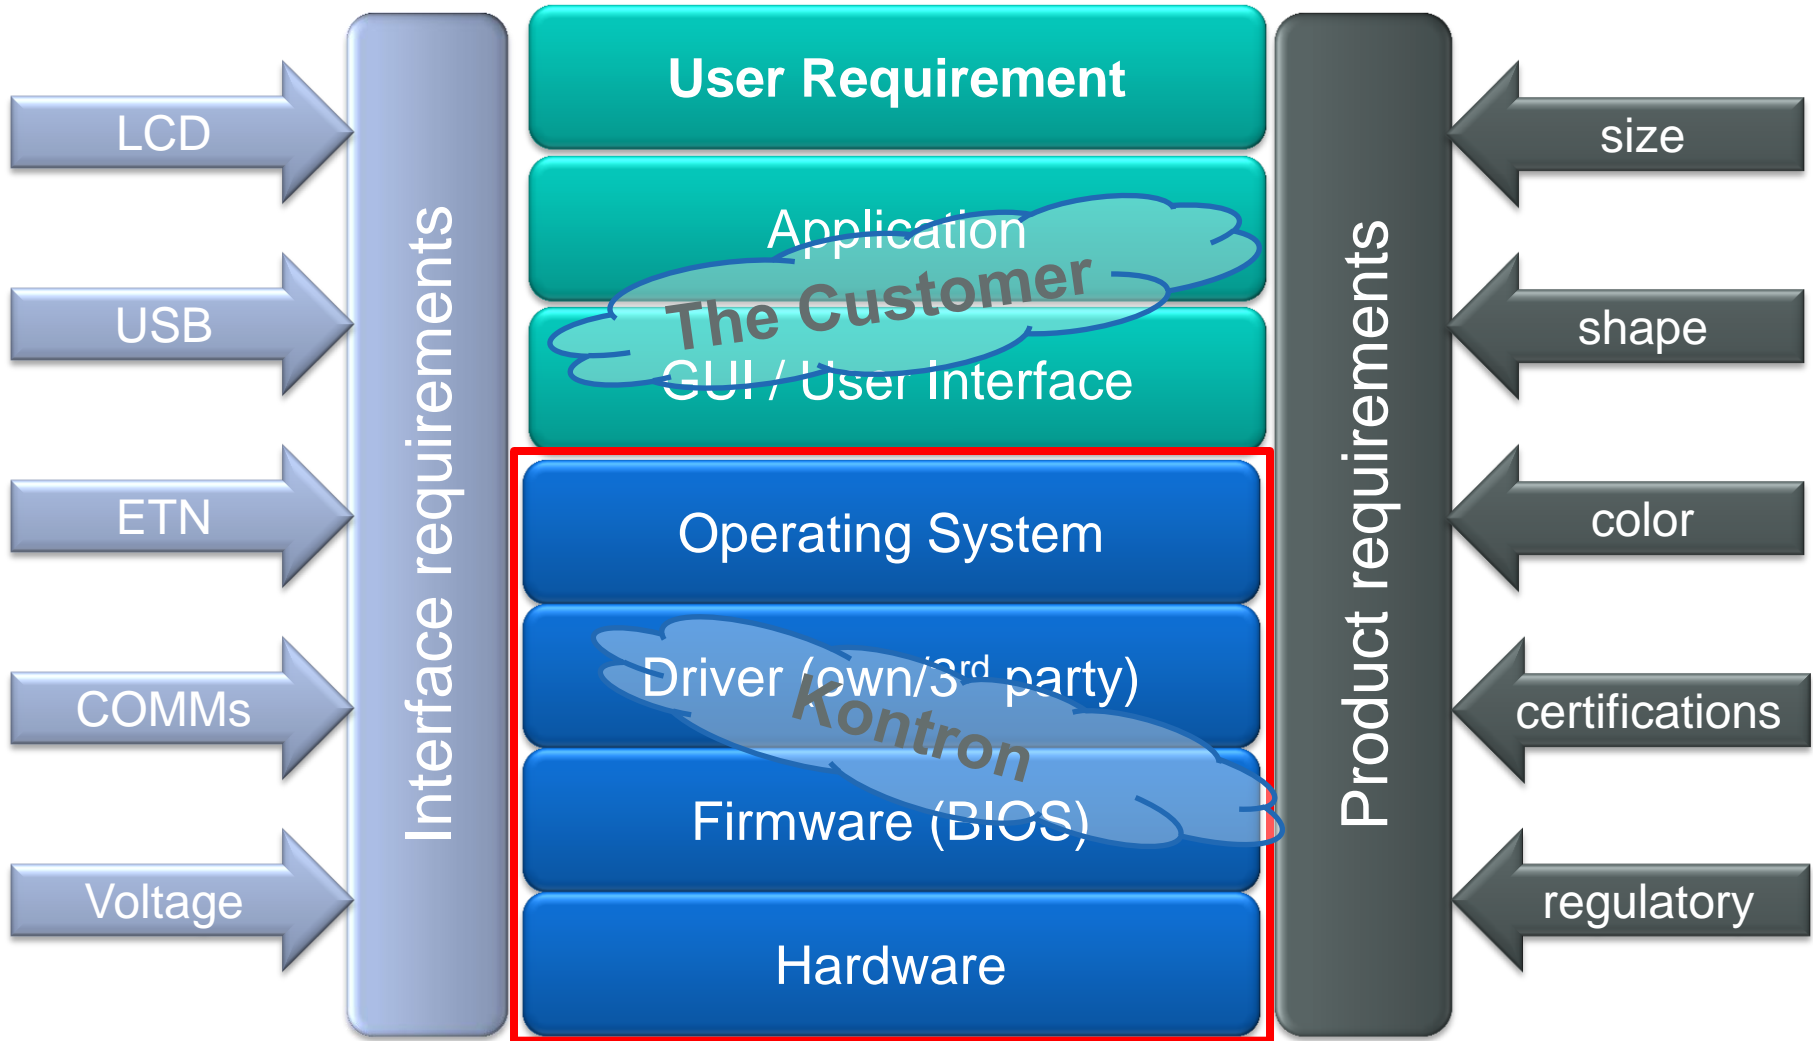 User Requirement
Application
The Customer
GUI / User Interface
Operating System
Driver (own/3rd party)
Kontron
Firmware (BIOS)
Hardware
Interface requirements
LCD
USB
ETN
COMMs
Voltage
Product requirements
size
shape
color
certifications
regulatory